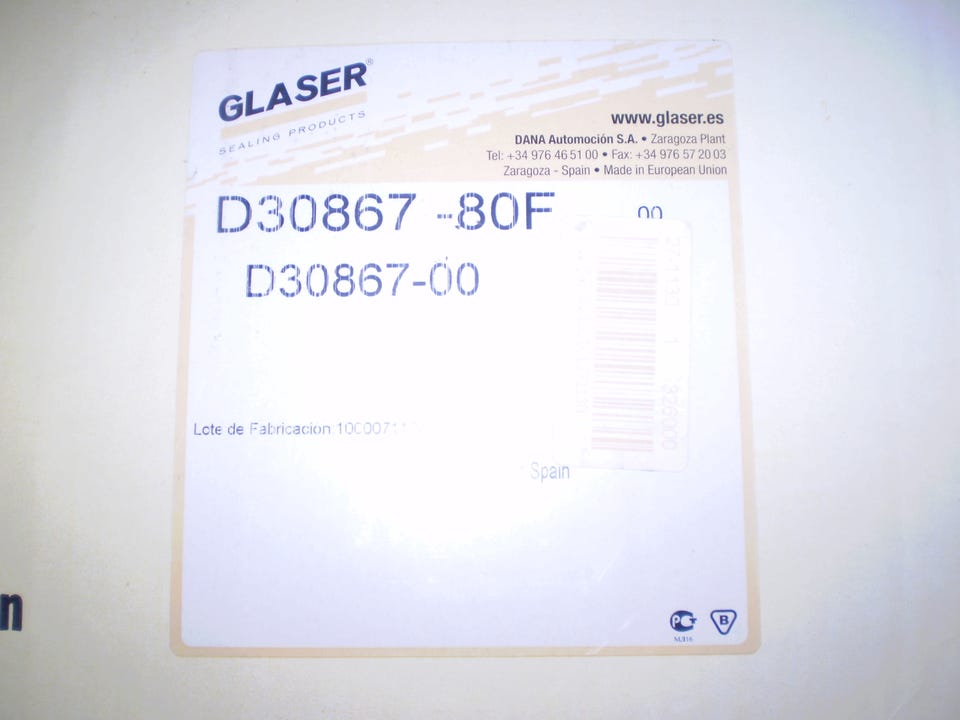 GLASER®
SEALING PRODUCTS
www.glaser.es
DANA Automoción S.A. • Zaragoza Plant
Tel: +34 976 46 51 00 • Fax: +34 976 57 20 03
Zaragoza - Spain • Made in European Union
D30867 -80F 00
D30867-00
Lote de Fabricacion:
Spain
B
n